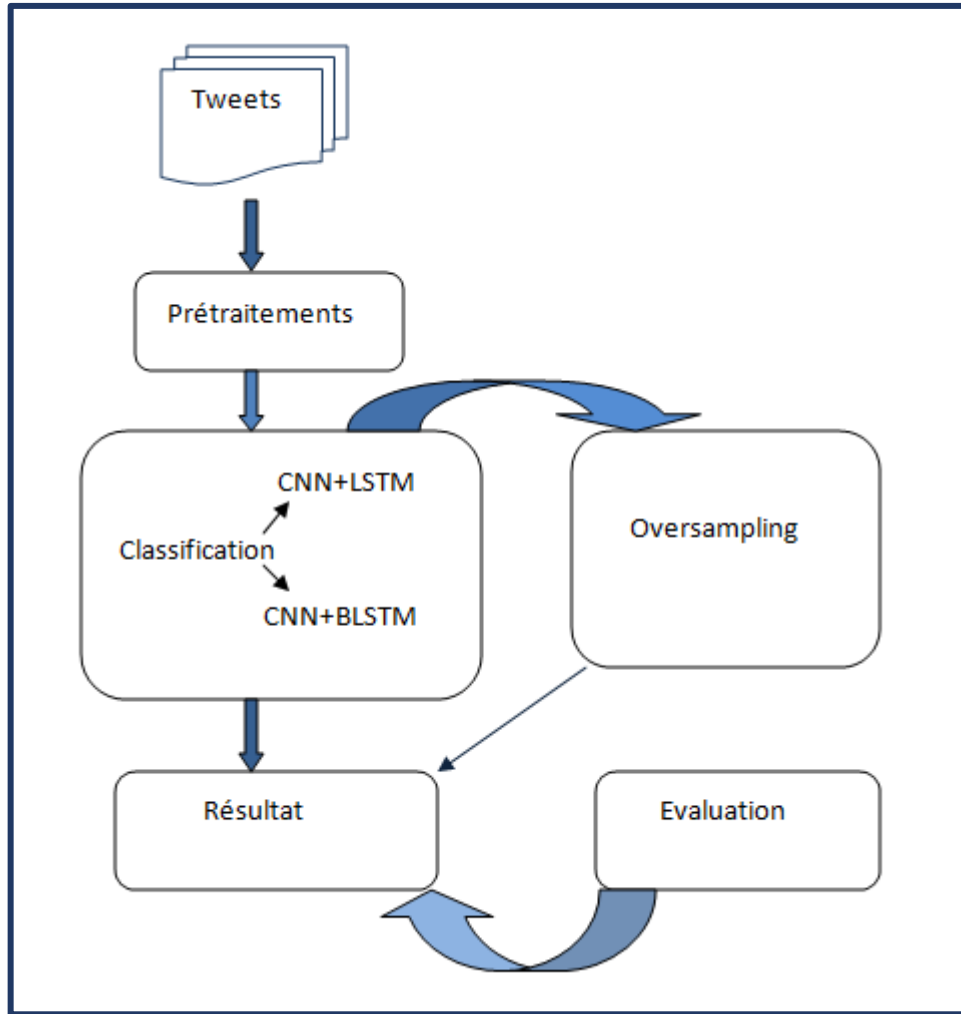 Tweets
Prétraitements
CNN+LSTM
Classification
CNN+BLSTM
Oversampling
Résultat
Evaluation